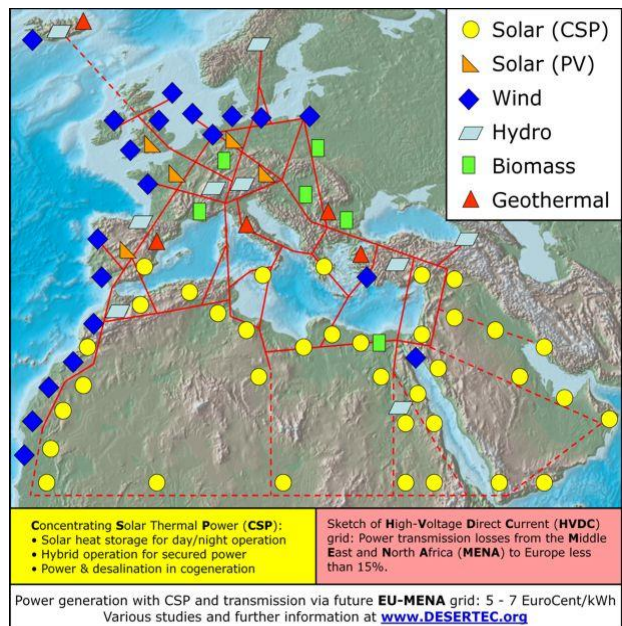 Solar (CSP)
Solar (PV)
Wind
Hydro
Biomass
Geothermal
Concentrating Solar Thermal Power (CSP):
• Solar heat storage for day/night operation
• Hybrid operation for secured power
• Power & desalination in cogeneration
Sketch of High-Voltage Direct Current (HVDC)
grid: Power transmission losses from the Middle
East and North Africa (MENA) to Europe less
than 15%.
Power generation with CSP and transmission via future EU-MENA grid: 5 - 7 EuroCent/kWh
Various studies and further information at www.DESERTEC.org